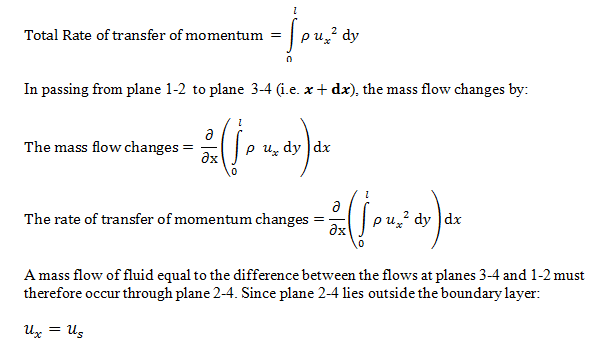 Total Rate of transfer of momentum = ∫₀ˡ ρ uₓ² dy
In passing from plane 1-2 to plane 3-4 (i.e. x + dx), the mass flow changes by:
The mass flow changes = ∂/∂x (∫₀ˡ ρ uₓ dy) dx
The rate of transfer of momentum changes = ∂/∂x (∫₀ˡ ρ uₓ² dy) dx
A mass flow of fluid equal to the difference between the flows at planes 3-4 and 1-2 must
therefore occur through plane 2-4. Since plane 2-4 lies outside the boundary layer:
uₓ = uₛ